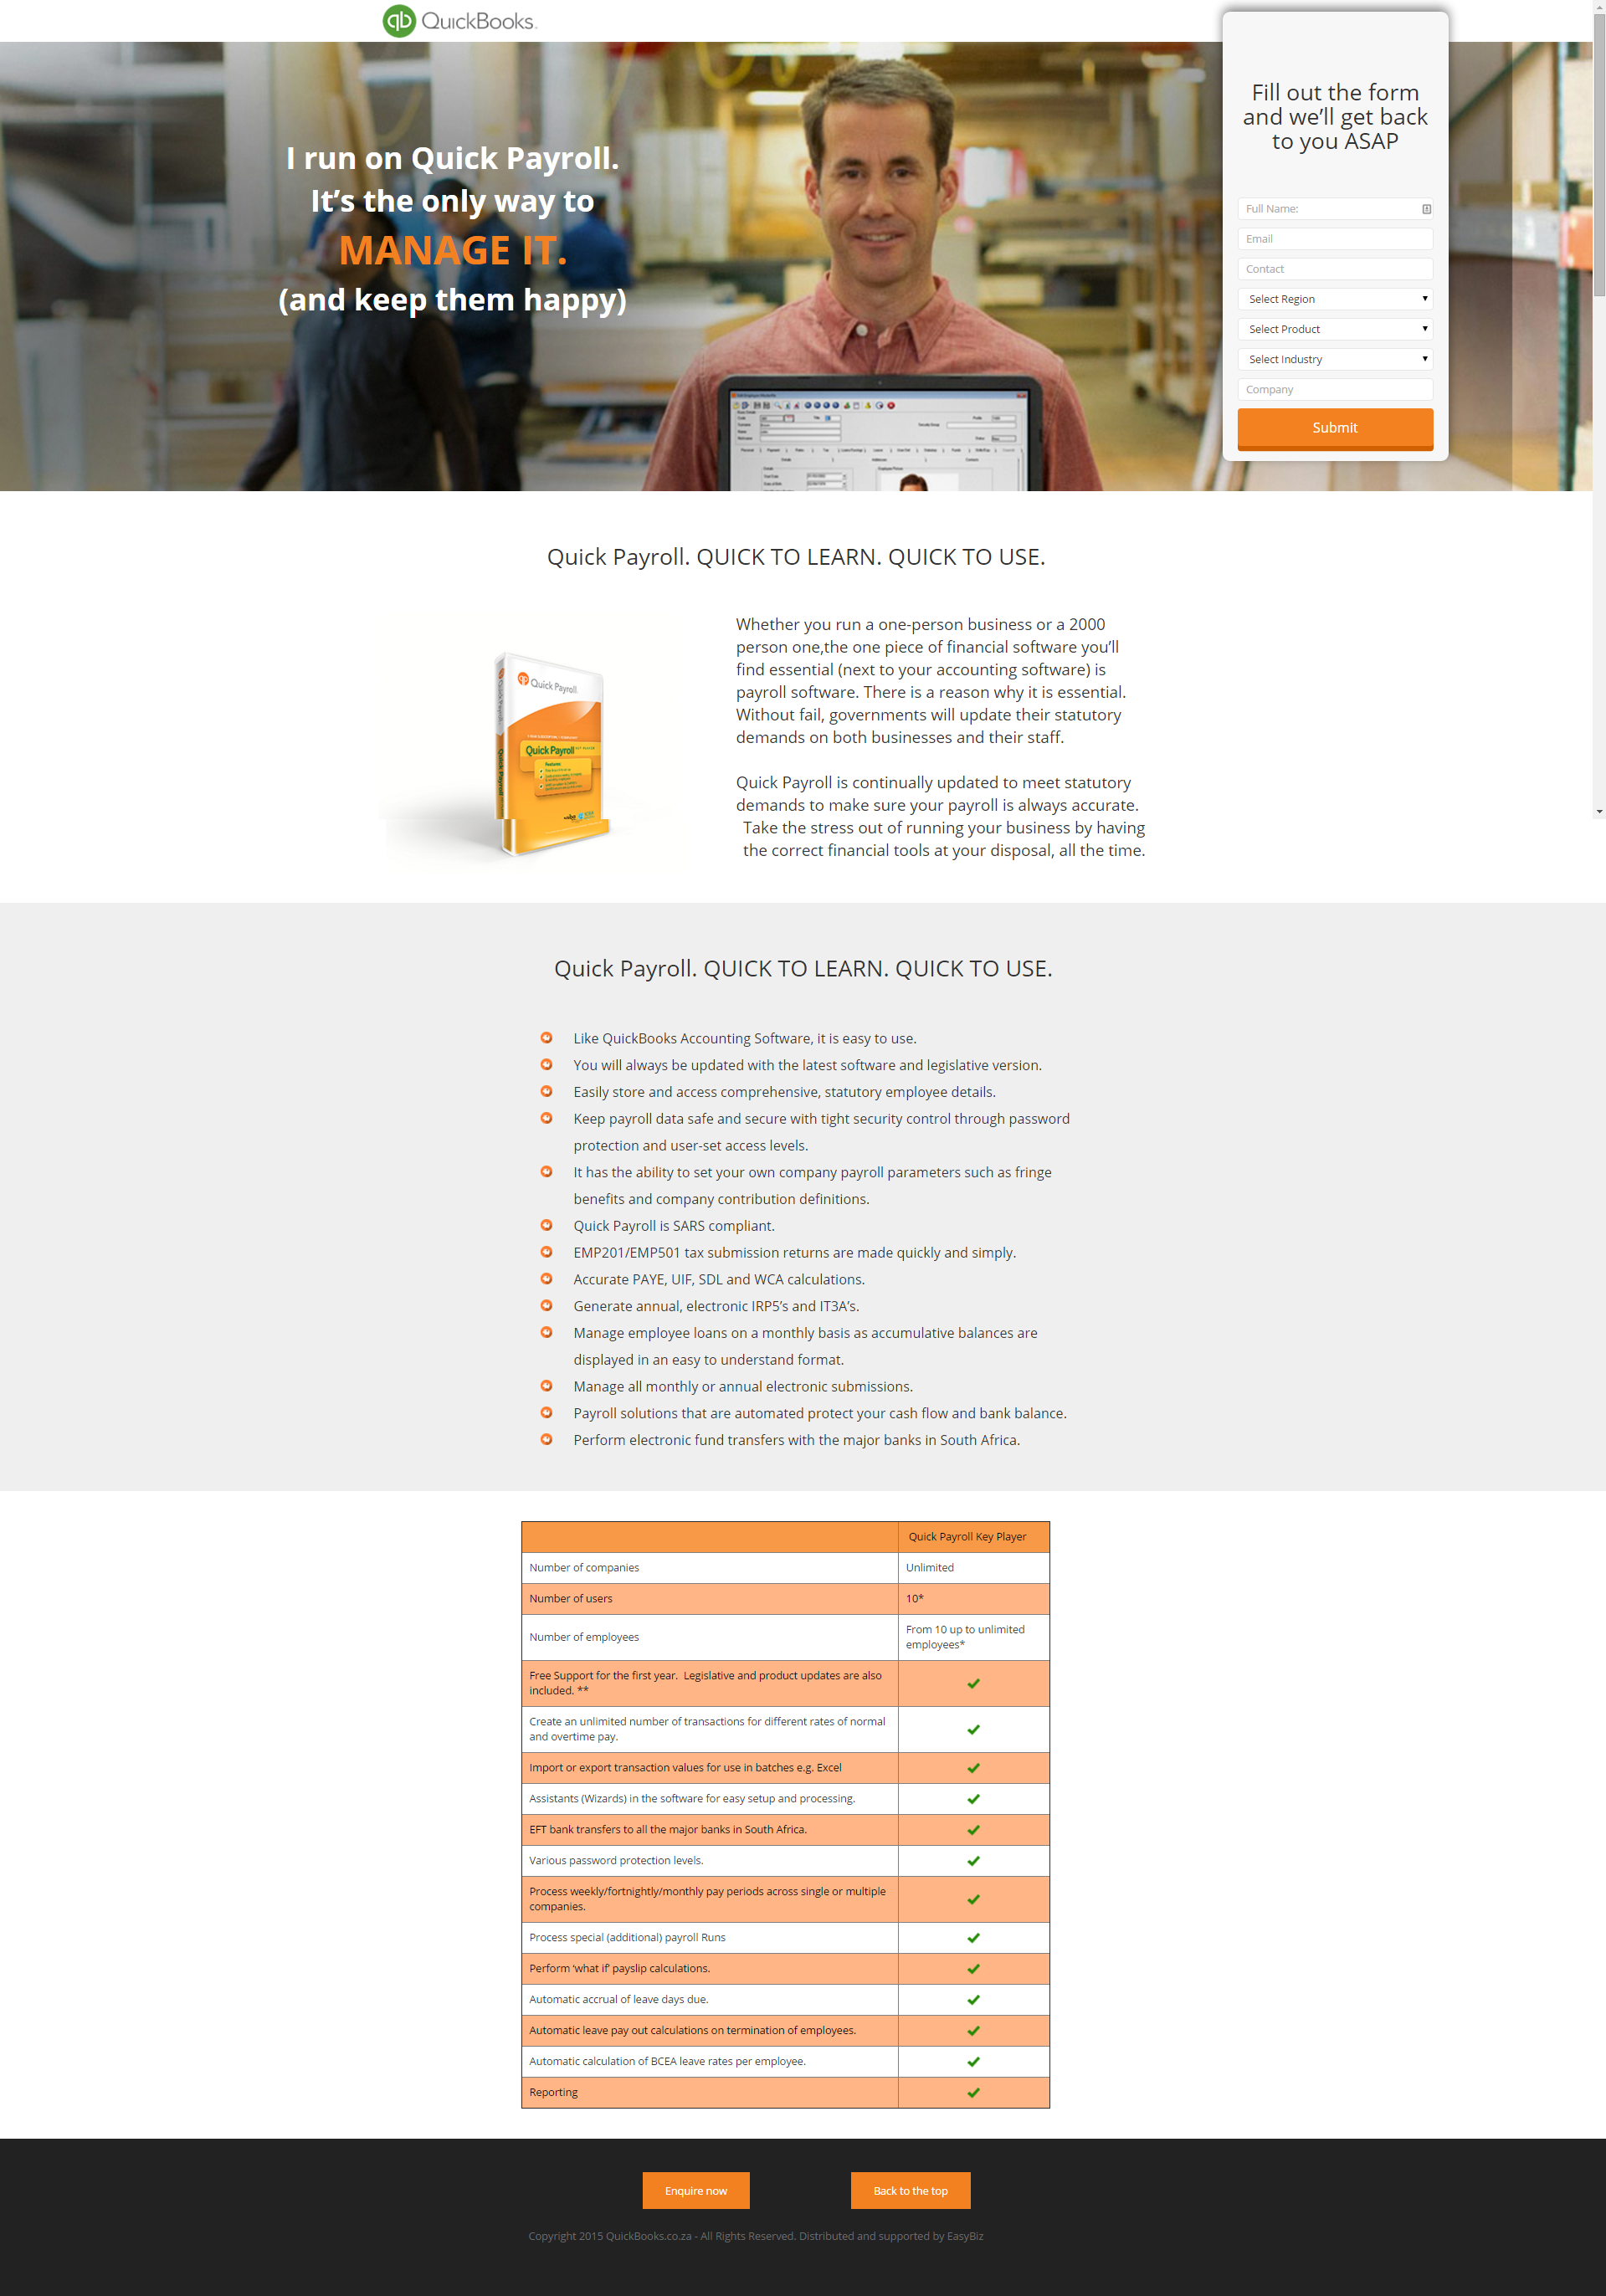 QuickBooks.
I run on Quick Payroll.
It's the only way to
MANAGE IT.
(and keep them happy)
Fill out the form
and we'll get back
to you ASAP
Full Name:
Email
Contact
Select Region
Select Product
Select Industry
Company
Submit
Quick Payroll. QUICK TO LEARN. QUICK TO USE.
Quick Payroll
Quick Payroll
Features:
Quick Payroll
Whether you run a one-person business or a 2000
person one,the one piece of financial software you'll
find essential (next to your accounting software) is
payroll software. There is a reason why it is essential.
Without fail, governments will update their statutory
demands on both businesses and their staff.
Quick Payroll is continually updated to meet statutory
demands to make sure your payroll is always accurate.
Take the stress out of running your business by having
the correct financial tools at your disposal, all the time.
Quick Payroll. QUICK TO LEARN. QUICK TO USE.
Like QuickBooks Accounting Software, it is easy to use.
You will always be updated with the latest software and legislative version.
Easily store and access comprehensive, statutory employee details.
Keep payroll data safe and secure with tight security control through password
protection and user-set access levels.
It has the ability to set your own company payroll parameters such as fringe
benefits and company contribution definitions.
Quick Payroll is SARS compliant.
EMP201/EMP501 tax submission returns are made quickly and simply.
Accurate PAYE, UIF, SDL and WCA calculations.
Generate annual, electronic IRP5's and IT3A's.
Manage employee loans on a monthly basis as accumulative balances are
displayed in an easy to understand format.
Manage all monthly or annual electronic submissions.
Payroll solutions that are automated protect your cash flow and bank balance.
Perform electronic fund transfers with the major banks in South Africa.
Quick Payroll Key Player
Number of companies Unlimited
Number of users 10*
Number of employees From 10 up to unlimited
employees*
Free Support for the first year. Legislative and product updates are also
included. **
Create an unlimited number of transactions for different rates of normal
and overtime pay.
Import or export transaction values for use in batches e.g. Excel
Assistants (Wizards) in the software for easy setup and processing.
EFT bank transfers to all the major banks in South Africa.
Various password protection levels.
Process weekly/fortnightly/monthly pay periods across single or multiple
companies.
Process special (additional) payroll Runs
Perform 'what if' payslip calculations.
Automatic accrual of leave days due.
Automatic leave pay out calculations on termination of employees.
Automatic calculation of BCEA leave rates per employee.
Reporting
Enquire now Back to the top
Copyright 2015 QuickBooks.co.za - All Rights Reserved. Distributed and supported by EasyBiz